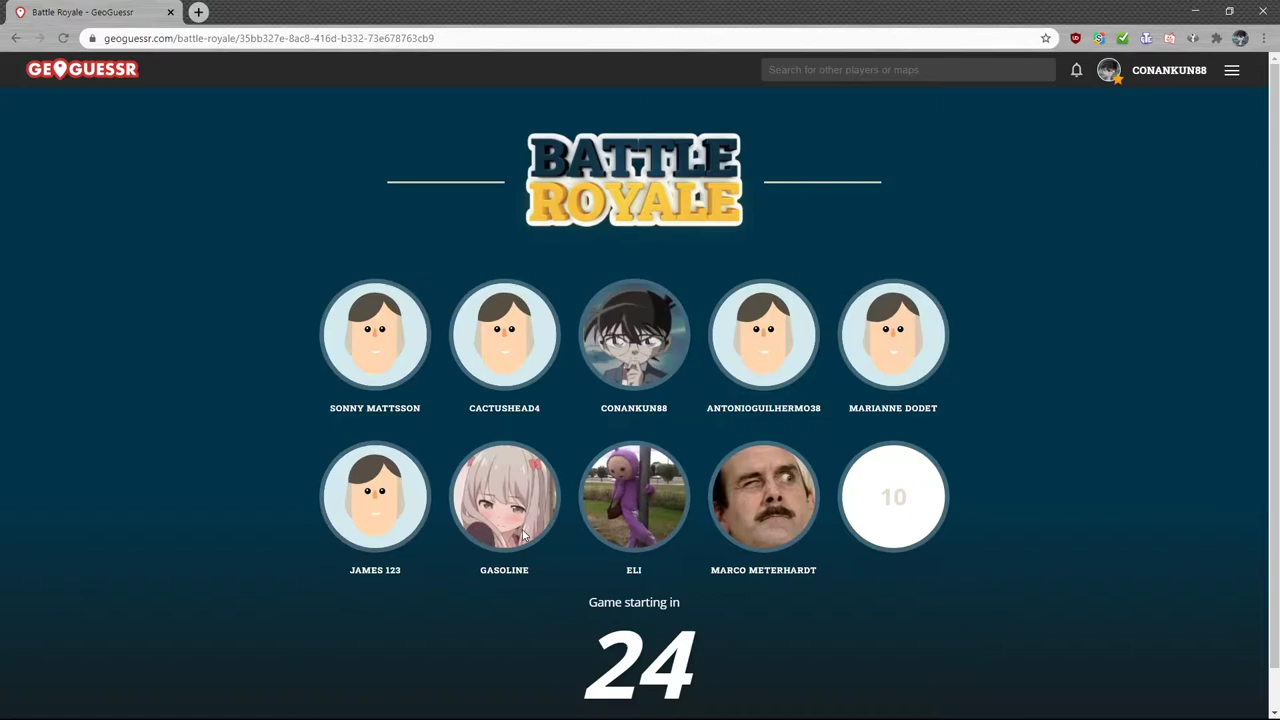 Battle Royale - GeoGuessr
geoguessr.com/battle-royale/35bb327e-8ac8-416d-b332-73e678763cb9
GEOGUESSR
Search for other players or maps
CONANKUN88
BATTLE
ROYALE
SONNY MATTSSON
CACTUSHEAD4
CONANKUN88
ANTONIOGUILHERMO38
MARIANNE DODET
10
JAMES 123
GASOLINE
ELI
MARCO METERHARDT
Game starting in
24